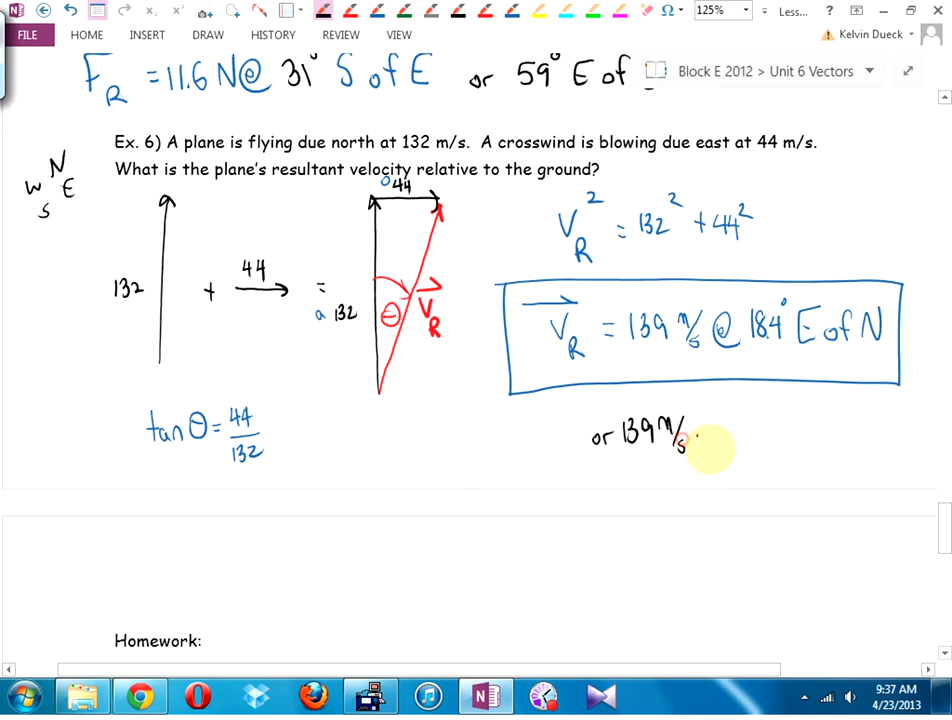 125%
Less...
?
FILE
HOME
INSERT
DRAW
HISTORY
REVIEW
VIEW
Kelvin Dueck
Block E 2012 > Unit 6 Vectors
F_R = 11.6 N @ 31° S of E or 59° E of
Ex. 6) A plane is flying due north at 132 m/s. A crosswind is blowing due east at 44 m/s.
What is the plane's resultant velocity relative to the ground?
N
W E
S
o 44
132 + 44 = a 132 θ V_R
V_R² = 132² + 44²
V_R = 139 m/s @ 18.4° E of N
tan θ = 44/132
or 139 m/s
Homework:
9:37 AM
4/23/2013